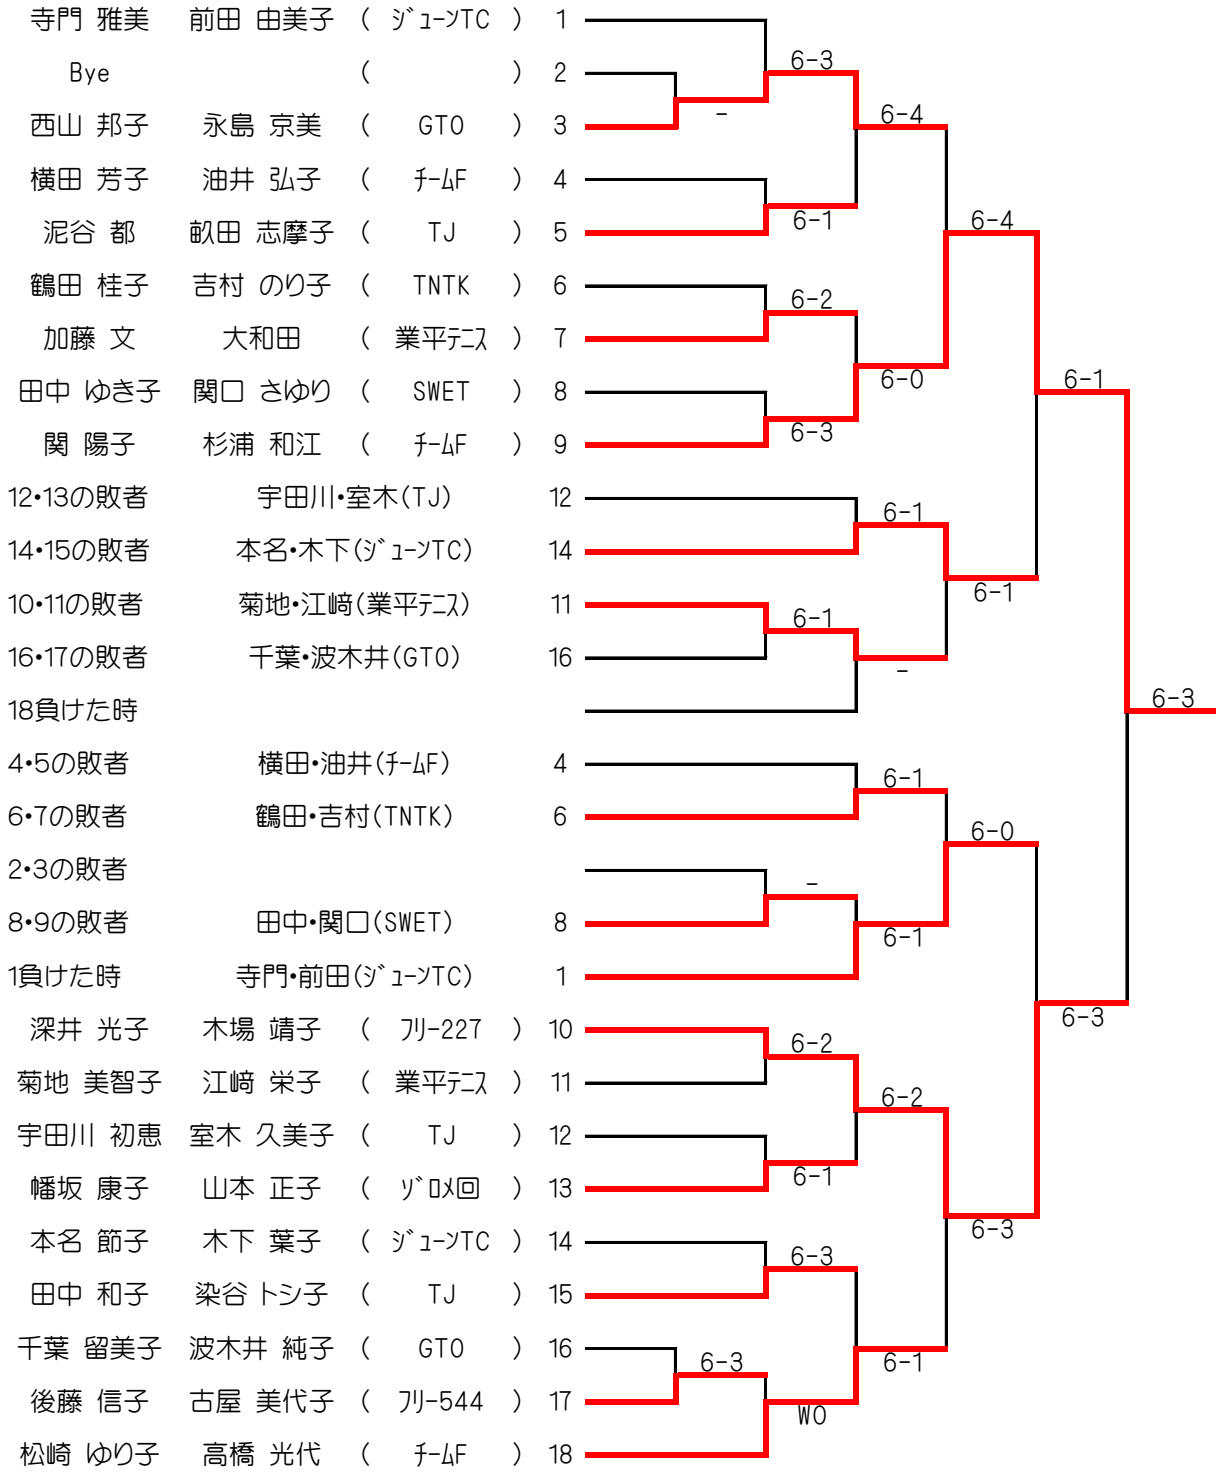 寺門 雅美 前田 由美子 ( ｼﾞｭｰﾝTC ) 1
6-3
Bye ( ) 2
西山 邦子 永島 京美 ( GTO ) 3
-
6-4
横田 芳子 油井 弘子 ( ﾁｰﾑF ) 4
6-1
6-4
泥谷 都 畝田 志摩子 ( TJ ) 5
鶴田 桂子 吉村 のり子 ( TNTK ) 6
6-2
加藤 文 大和田 ( 業平ﾃﾆｽ ) 7
6-0
6-1
田中 ゆき子 関口 さゆり ( SWET ) 8
6-3
関 陽子 杉浦 和江 ( ﾁｰﾑF ) 9
12・13の敗者 宇田川・室木(TJ) 12
6-1
14・15の敗者 本名・木下(ｼﾞｭｰﾝTC) 14
6-1
10・11の敗者 菊地・江﨑(業平ﾃﾆｽ) 11
6-1
16・17の敗者 千葉・波木井(GTO) 16
-
18負けた時
6-3
4・5の敗者 横田・油井(ﾁｰﾑF) 4
6-1
6・7の敗者 鶴田・吉村(TNTK) 6
6-0
2・3の敗者
-
8・9の敗者 田中・関口(SWET) 8
6-1
1負けた時 寺門・前田(ｼﾞｭｰﾝTC) 1
6-3
深井 光子 木場 靖子 ( ﾌﾘｰ227 ) 10
6-2
菊地 美智子 江﨑 栄子 ( 業平ﾃﾆｽ ) 11
6-2
宇田川 初恵 室木 久美子 ( TJ ) 12
6-1
幡坂 康子 山本 正子 ( ｿﾞﾛﾒ回 ) 13
6-3
本名 節子 木下 葉子 ( ｼﾞｭｰﾝTC ) 14
6-3
田中 和子 染谷 トシ子 ( TJ ) 15
千葉 留美子 波木井 純子 ( GTO ) 16
6-3
6-1
後藤 信子 古屋 美代子 ( ﾌﾘｰ544 ) 17
WO
松崎 ゆり子 高橋 光代 ( ﾁｰﾑF ) 18